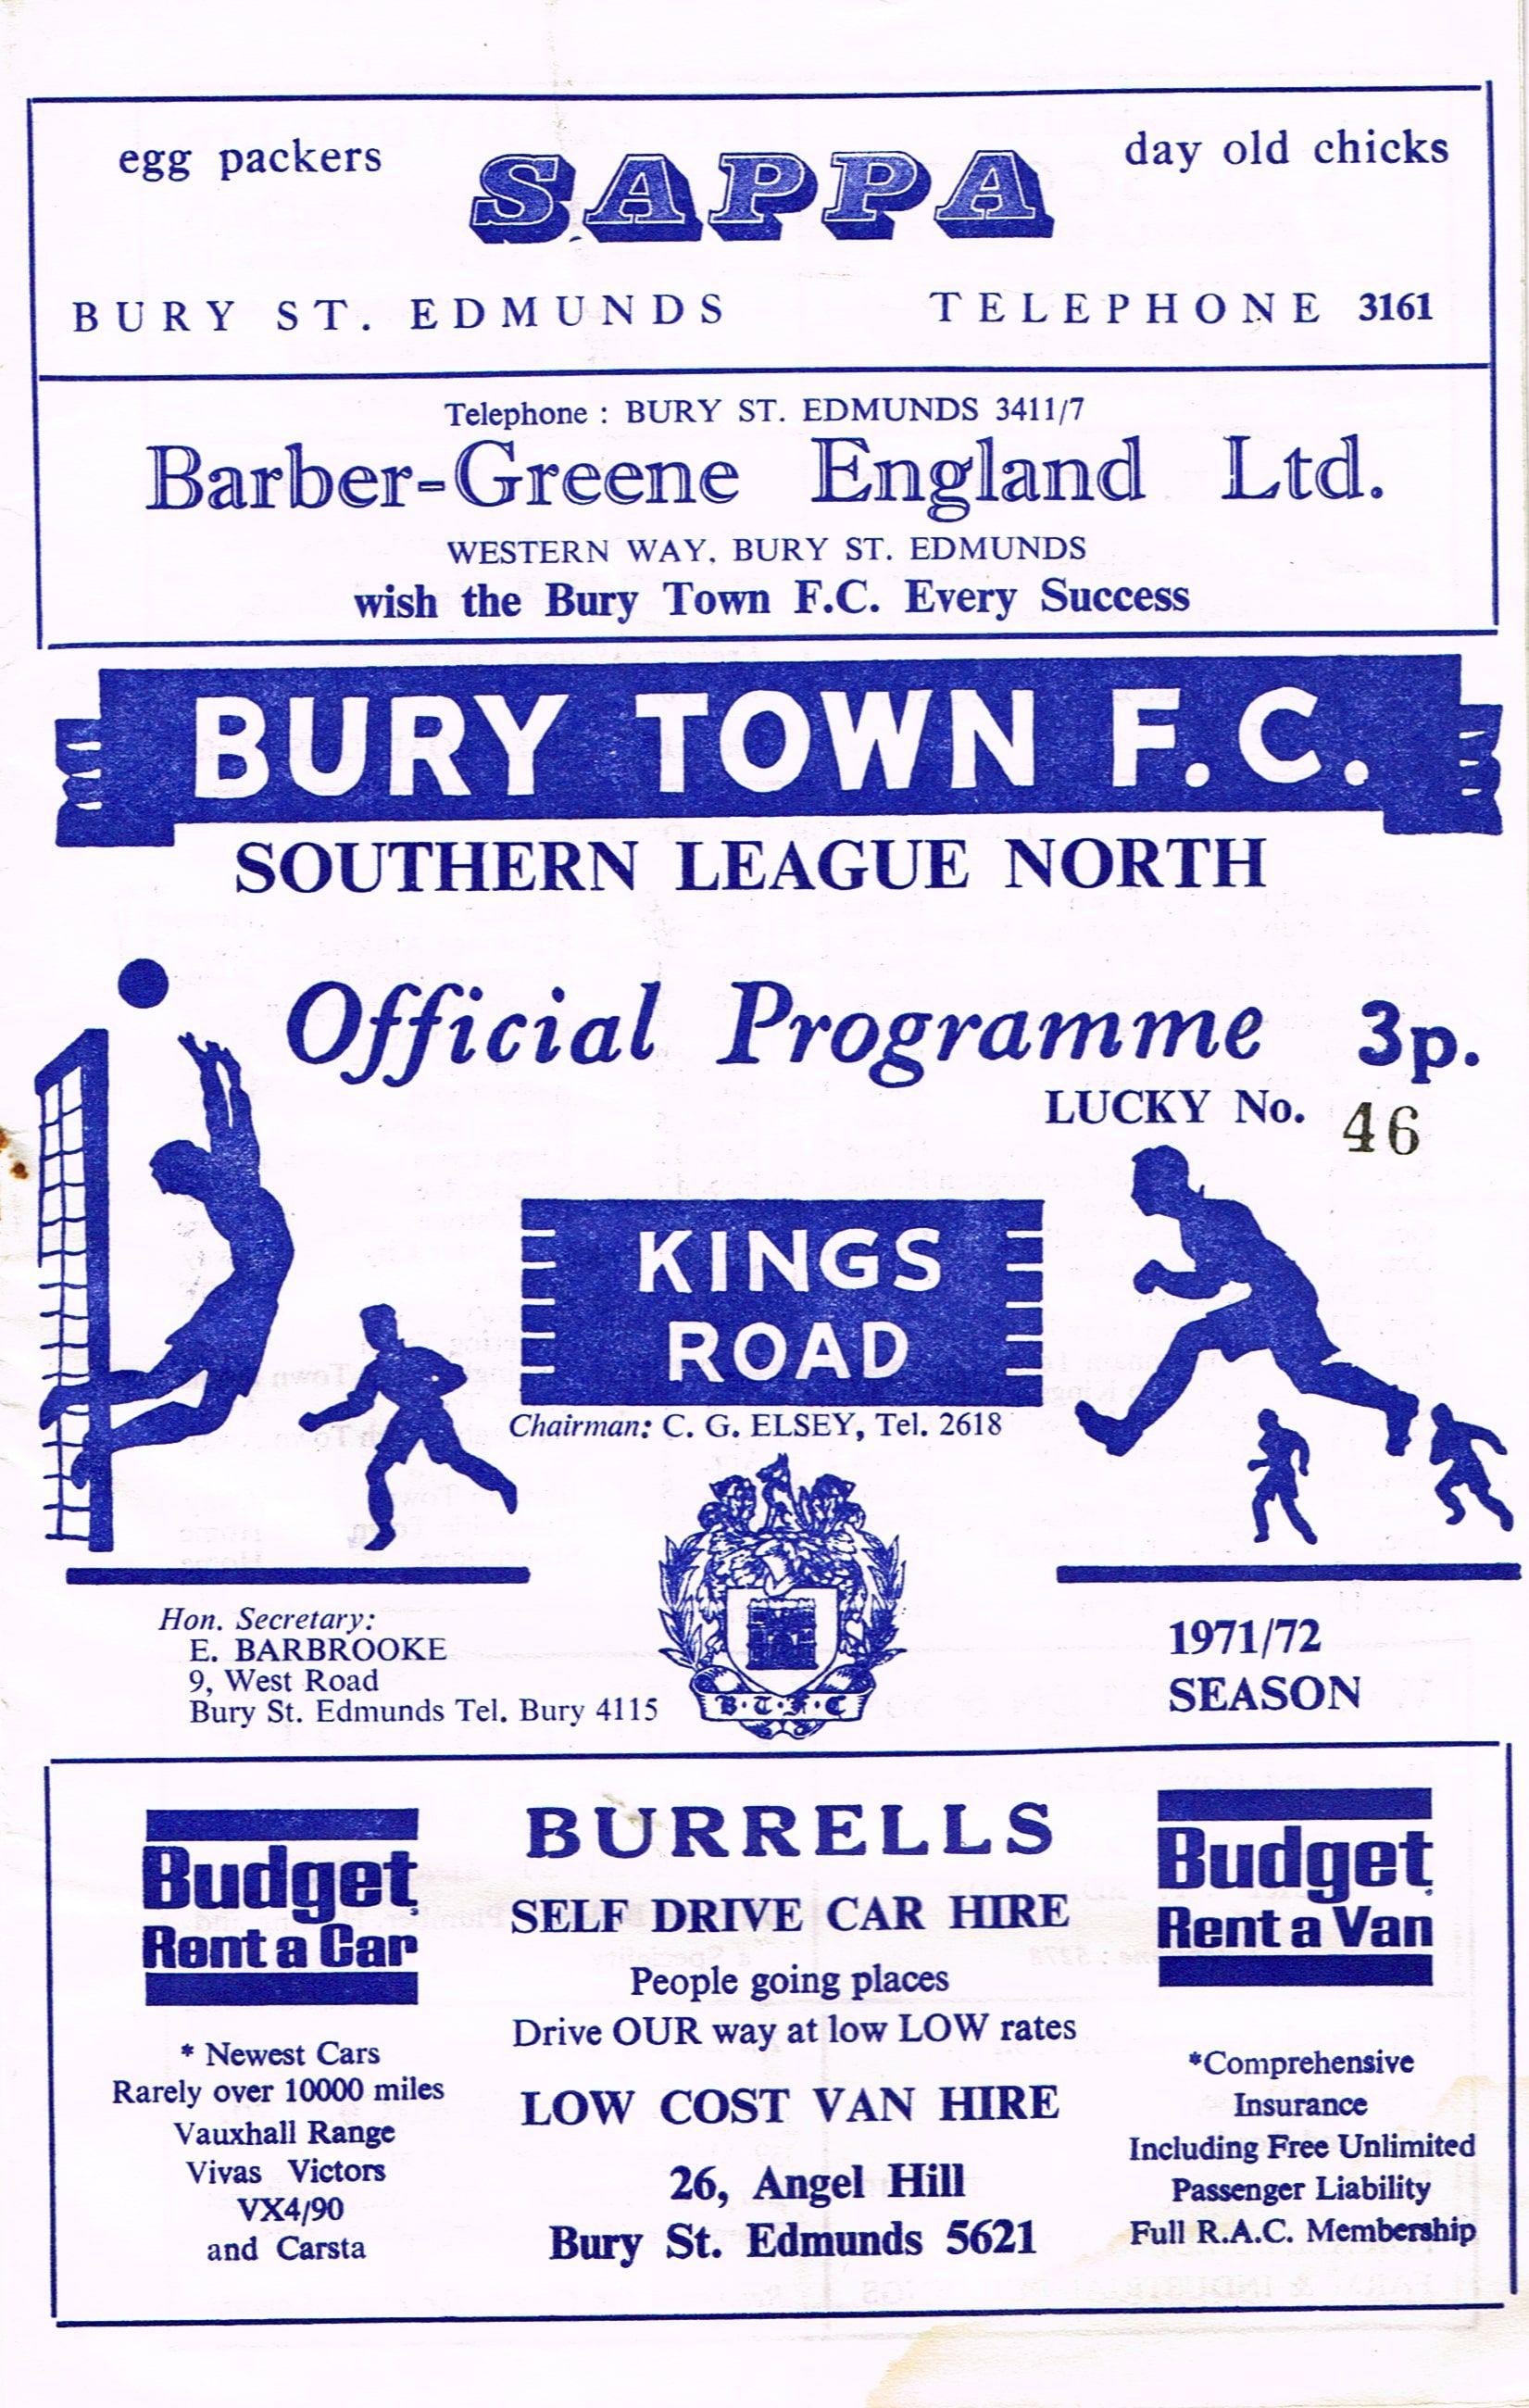 egg packers SAPPA day old chicks
BURY ST. EDMUNDS TELEPHONE 3161
Telephone : BURY ST. EDMUNDS 3411/7
Barber-Greene England Ltd.
WESTERN WAY, BURY ST. EDMUNDS
wish the Bury Town F.C. Every Success
BURY TOWN F.C.
SOUTHERN LEAGUE NORTH
Official Programme 3p.
LUCKY No. 46
KINGS
ROAD
Chairman: C. G. ELSEY, Tel. 2618
Hon. Secretary:
E. BARBROOKE
9, West Road
Bury St. Edmunds Tel. Bury 4115
B·T·F·C
1971/72
SEASON
Budget
Rent a Car
* Newest Cars
Rarely over 10000 miles
Vauxhall Range
Vivas Victors
VX4/90
and Carsta
BURRELLS
SELF DRIVE CAR HIRE
People going places
Drive OUR way at low LOW rates
LOW COST VAN HIRE
26, Angel Hill
Bury St. Edmunds 5621
Budget
Rent a Van
*Comprehensive
Insurance
Including Free Unlimited
Passenger Liability
Full R.A.C. Membership